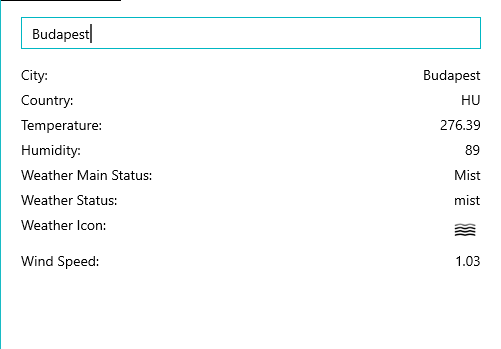 Budapest
City: Budapest
Country: HU
Temperature: 276.39
Humidity: 89
Weather Main Status: Mist
Weather Status: mist
Weather Icon:
Wind Speed: 1.03